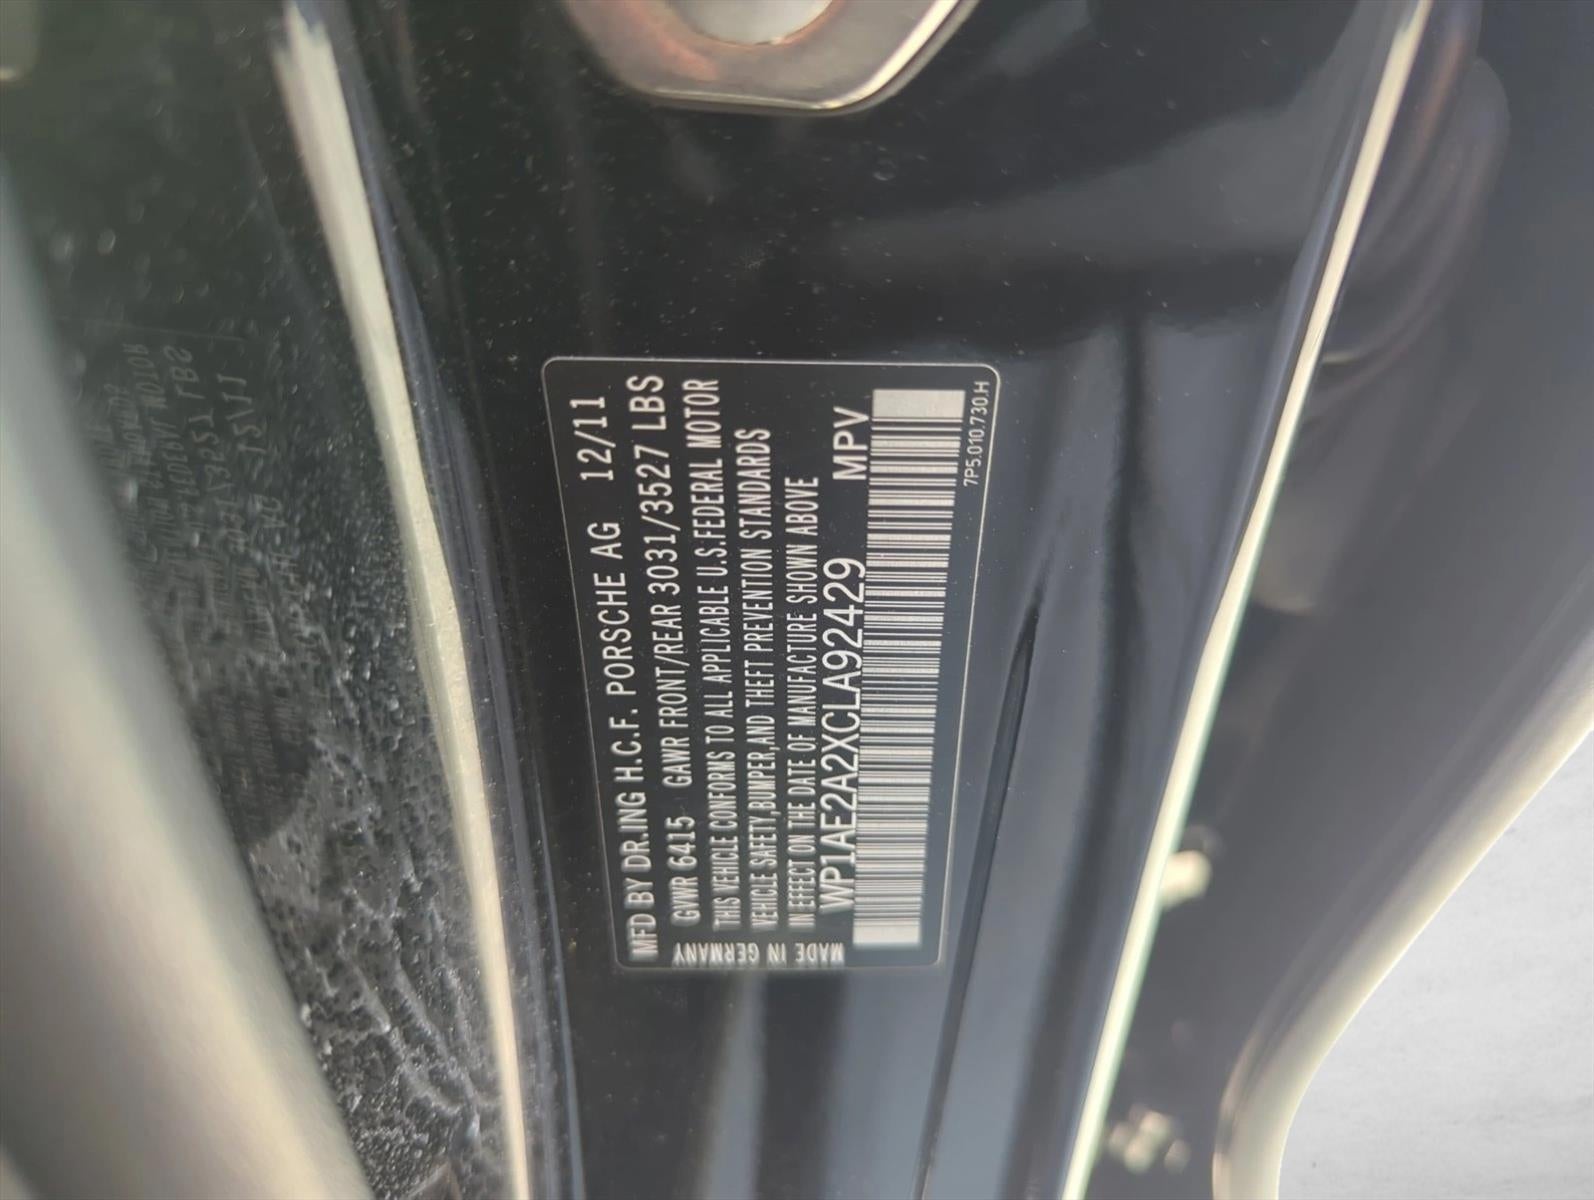 MFD BY DR.ING H.C.F. PORSCHE AG 12/11
GVWR 6415 GAWR FRONT/REAR 3031/3527 LBS
THIS VEHICLE CONFORMS TO ALL APPLICABLE U.S.FEDERAL MOTOR
VEHICLE SAFETY,BUMPER,AND THEFT PREVENTION STANDARDS
IN EFFECT ON THE DATE OF MANUFACTURE SHOWN ABOVE
WP1AE2A2XCLA92429 MPV
MADE IN GERMANY
7P5.010.730.H